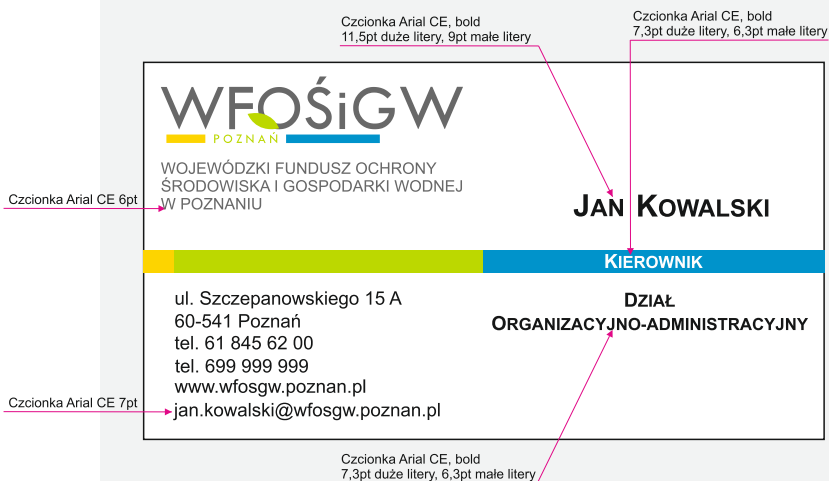 Czcionka Arial CE, bold
11,5pt duże litery, 9pt małe litery
Czcionka Arial CE, bold
7,3pt duże litery, 6,3pt małe litery
WFOŚiGW
POZNAŃ
WOJEWÓDZKI FUNDUSZ OCHRONY
ŚRODOWISKA I GOSPODARKI WODNEJ
W POZNANIU
Czcionka Arial CE 6pt
JAN KOWALSKI
KIEROWNIK
ul. Szczepanowskiego 15 A
60-541 Poznań
tel. 61 845 62 00
tel. 699 999 999
www.wfosgw.poznan.pl
jan.kowalski@wfosgw.poznan.pl
Czcionka Arial CE 7pt
DZIAŁ
ORGANIZACYJNO-ADMINISTRACYJNY
Czcionka Arial CE, bold
7,3pt duże litery, 6,3pt małe litery